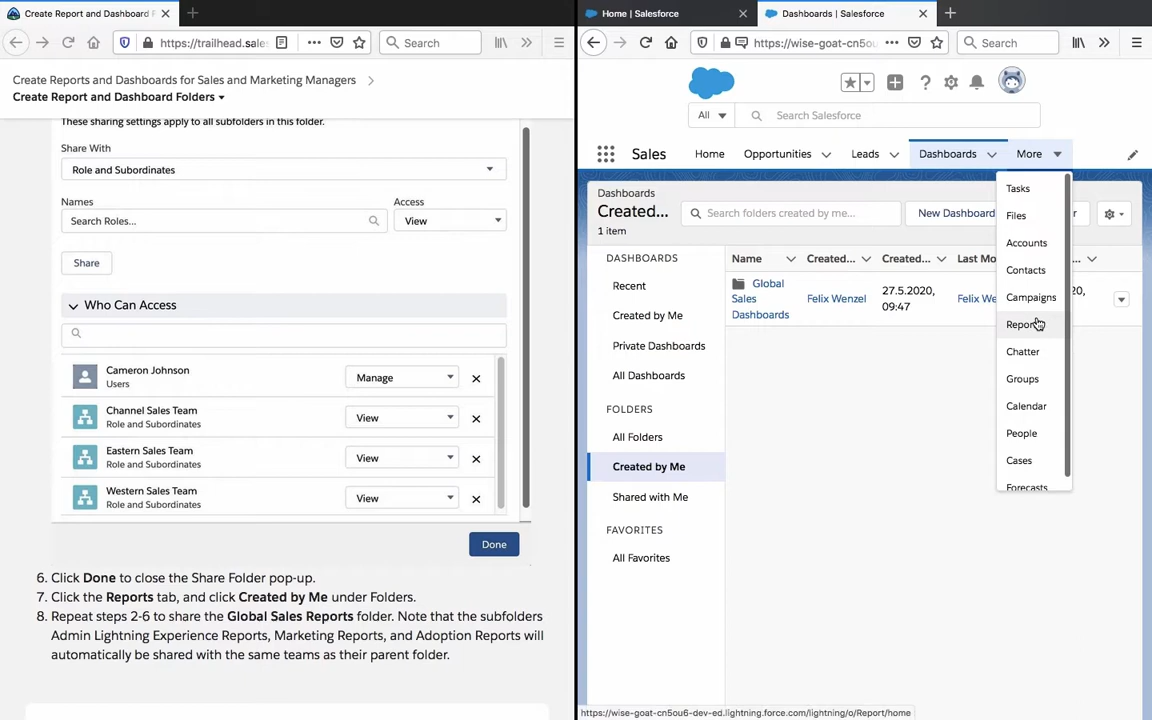 Create Report and Dashboard F
https://trailhead.sales
Search
Create Reports and Dashboards for Sales and Marketing Managers
Create Report and Dashboard Folders
These sharing settings apply to all subfolders in this folder.
Share With
Role and Subordinates
Names
Access
Search Roles...
View
Share
Who Can Access
Cameron Johnson
Users
Manage
Channel Sales Team
Role and Subordinates
View
Eastern Sales Team
Role and Subordinates
View
Western Sales Team
Role and Subordinates
View
Done
6. Click Done to close the Share Folder pop-up.
7. Click the Reports tab, and click Created by Me under Folders.
8. Repeat steps 2-6 to share the Global Sales Reports folder. Note that the subfolders
Admin Lightning Experience Reports, Marketing Reports, and Adoption Reports will
automatically be shared with the same teams as their parent folder.
Home | Salesforce
Dashboards | Salesforce
https://wise-goat-cn5ou
Search
All
Search Salesforce
Sales
Home
Opportunities
Leads
Dashboards
More
Dashboards
Created...
1 item
Search folders created by me...
New Dashboard
Tasks
Files
Accounts
Contacts
Campaigns
Reports
Chatter
Groups
Calendar
People
Cases
Forecasts
DASHBOARDS
Recent
Created by Me
Private Dashboards
All Dashboards
FOLDERS
All Folders
Created by Me
Shared with Me
FAVORITES
All Favorites
Name
Created...
Created...
Last Mo
Global
Sales
Dashboards
Felix Wenzel
27.5.2020,
09:47
Felix We
https://wise-goat-cn5ou6-dev-ed.lightning.force.com/lightning/o/Report/home